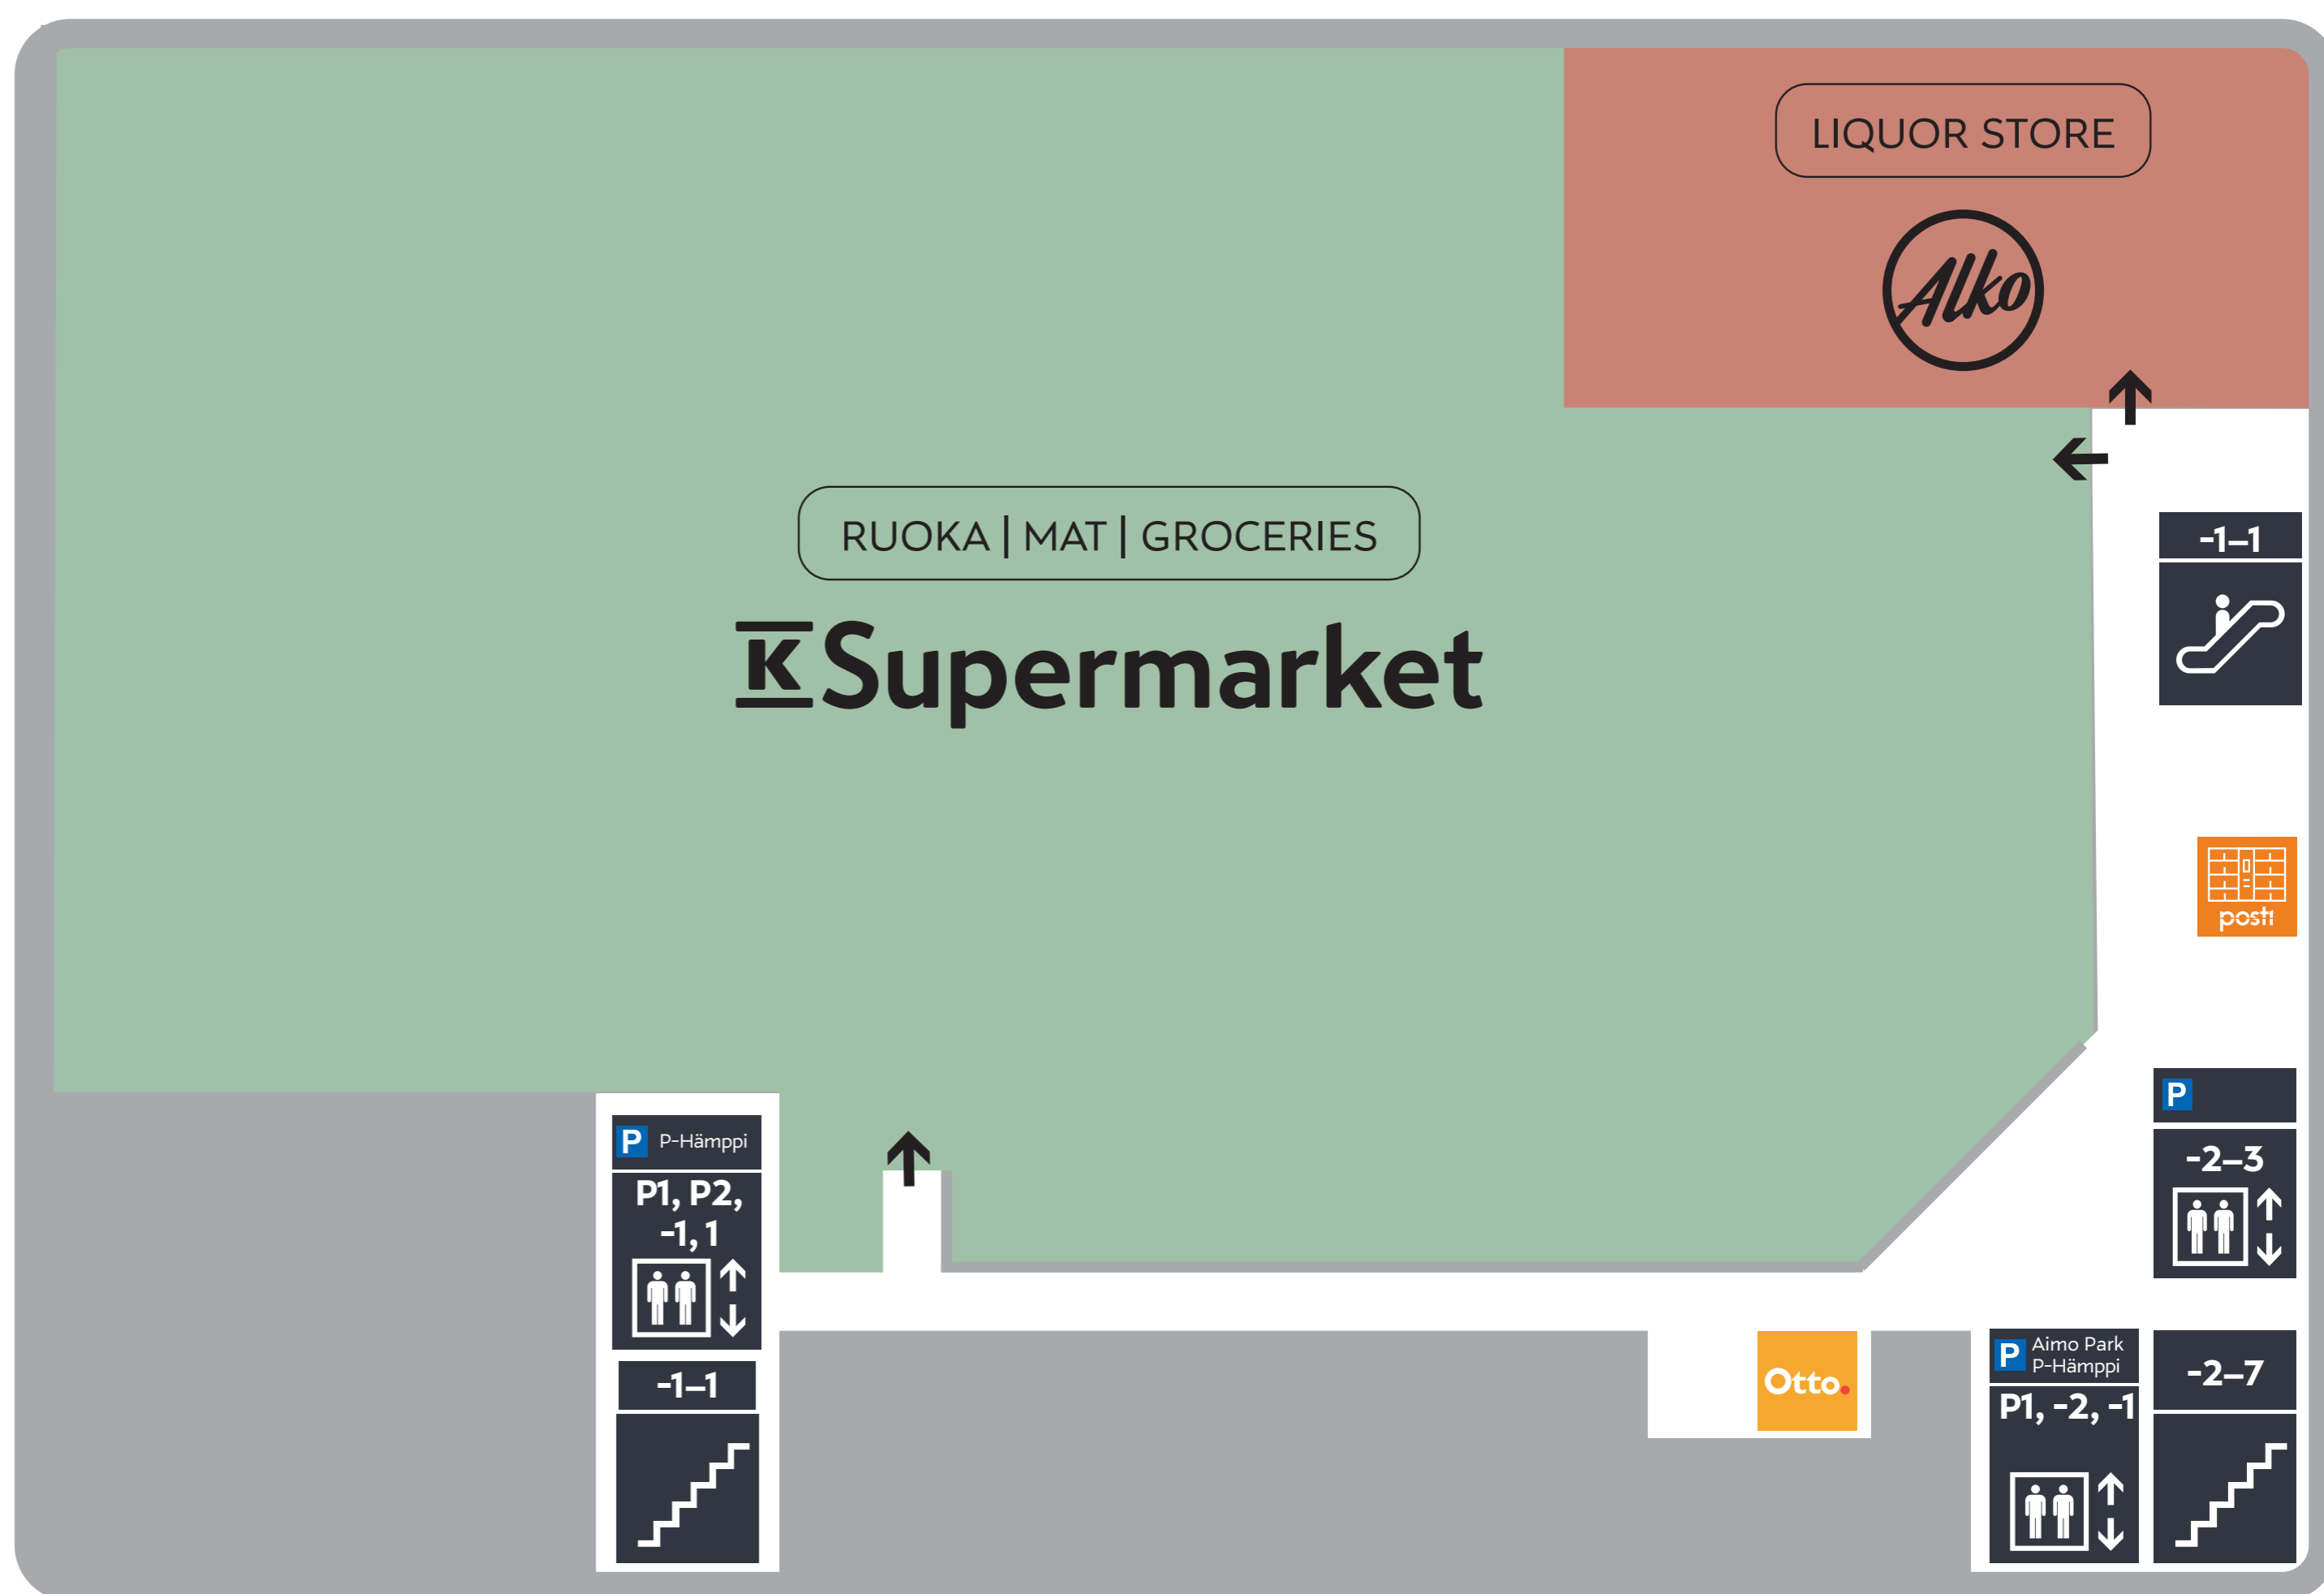 LIQUOR STORE
Alko
RUOKA | MAT | GROCERIES
K Supermarket
-1–1
posti
P
-2–3
P P-Hämppi
P1, P2,
-1, 1
-1–1
Otto.
P Aimo Park
P-Hämppi
P1, -2, -1
-2–7